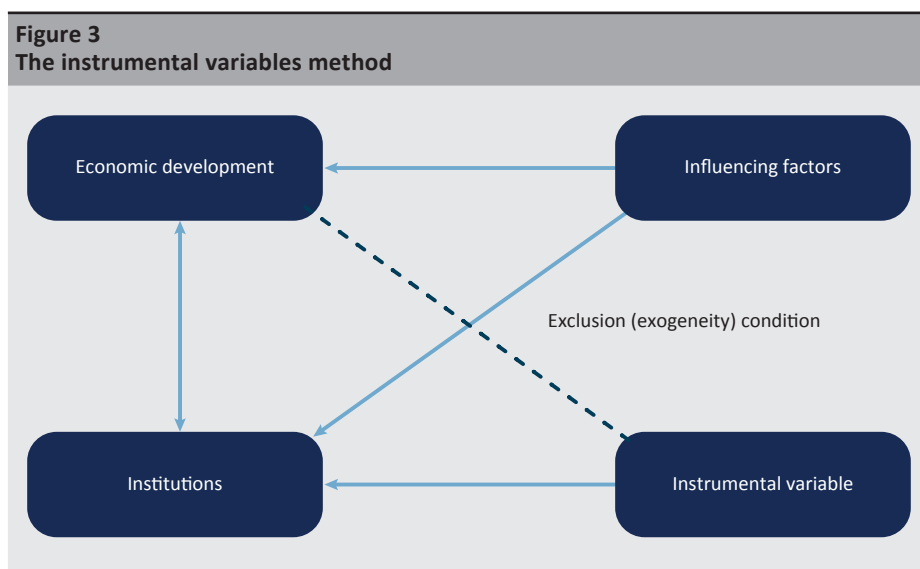 Figure 3
The instrumental variables method
Economic development
Influencing factors
Exclusion (exogeneity) condition
Institutions
Instrumental variable